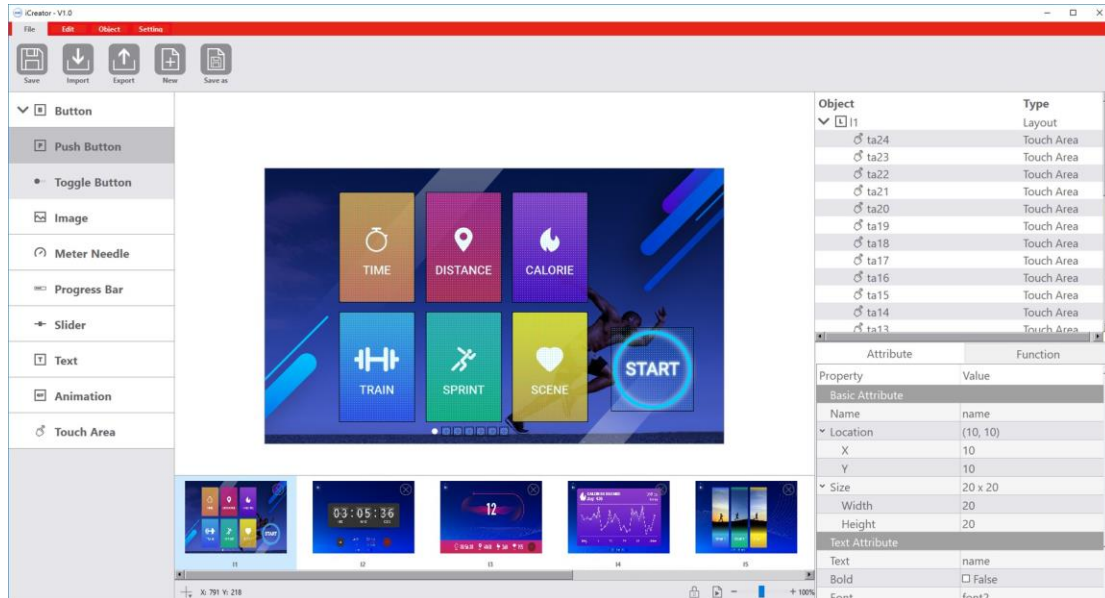 iCreator - V1.0
File Edit Object Setting
Save Import Export New Save as
Button
Push Button
Toggle Button
Image
Meter Needle
Progress Bar
Slider
Text
Animation
Touch Area
TIME DISTANCE CALORIE
TRAIN SPRINT SCENE START
03:05:36
12
l1 l2 l3 l4 l5
X: 791 Y: 218
100%
Object Type
l1 Layout
ta24 Touch Area
ta23 Touch Area
ta22 Touch Area
ta21 Touch Area
ta20 Touch Area
ta19 Touch Area
ta18 Touch Area
ta17 Touch Area
ta16 Touch Area
ta15 Touch Area
ta14 Touch Area
ta13 Touch Area
Attribute Function
Property Value
Basic Attribute
Name name
Location (10, 10)
X 10
Y 10
Size 20 x 20
Width 20
Height 20
Text Attribute
Text name
Bold False
Font font2